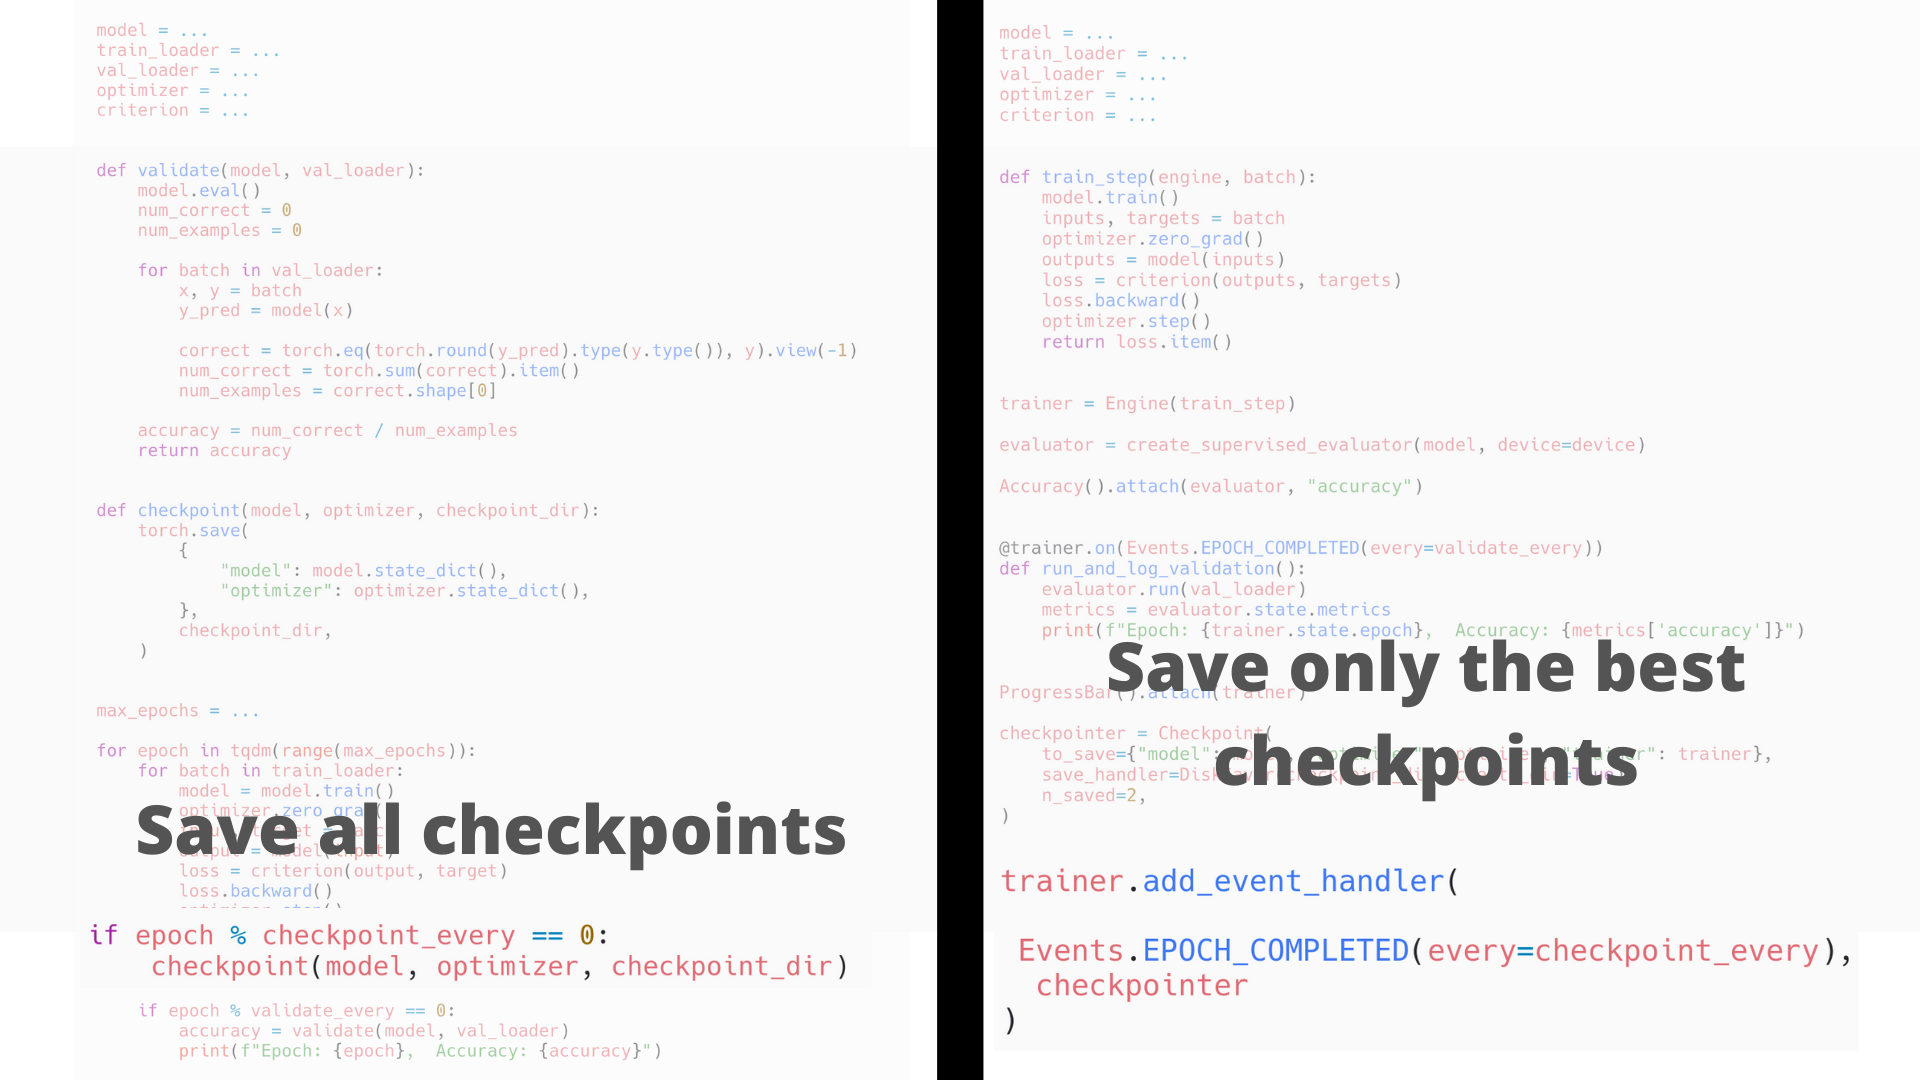 model = ...
train_loader = ...
val_loader = ...
optimizer = ...
criterion = ...
def validate(model, val_loader):
model.eval()
num_correct = 0
num_examples = 0
for batch in val_loader:
x, y = batch
y_pred = model(x)
correct = torch.eq(torch.round(y_pred).type(y.type()), y).view(-1)
num_correct = torch.sum(correct).item()
num_examples = correct.shape[0]
accuracy = num_correct / num_examples
return accuracy
def checkpoint(model, optimizer, checkpoint_dir):
torch.save(
{
"model": model.state_dict(),
"optimizer": optimizer.state_dict(),
},
checkpoint_dir,
)
max_epochs = ...
for epoch in tqdm(range(max_epochs)):
for batch in train_loader:
model = model.train()
optimizer.zero_grad(
Save all checkpoints
loss = criterion(output, target)
loss.backward()
if epoch % checkpoint_every == 0:
checkpoint(model, optimizer, checkpoint_dir)
if epoch % validate_every == 0:
accuracy = validate(model, val_loader)
print(f"Epoch: {epoch}, Accuracy: {accuracy}")
model = ...
train_loader = ...
val_loader = ...
optimizer = ...
criterion = ...
def train_step(engine, batch):
model.train()
inputs, targets = batch
optimizer.zero_grad()
outputs = model(inputs)
loss = criterion(outputs, targets)
loss.backward()
optimizer.step()
return loss.item()
trainer = Engine(train_step)
evaluator = create_supervised_evaluator(model, device=device)
Accuracy().attach(evaluator, "accuracy")
@trainer.on(Events.EPOCH_COMPLETED(every=validate_every))
def run_and_log_validation():
evaluator.run(val_loader)
metrics = evaluator.state.metrics
print(f"Epoch: {trainer.state.epoch}, Accuracy: {metrics['accuracy']}")
Save only the best
ProgressBar().attach(trainer)
checkpointer = Checkpoint(
to_save={"model": trainer},
checkpoints
n_saved=2,
)
trainer.add_event_handler(
Events.EPOCH_COMPLETED(every=checkpoint_every),
checkpointer
)